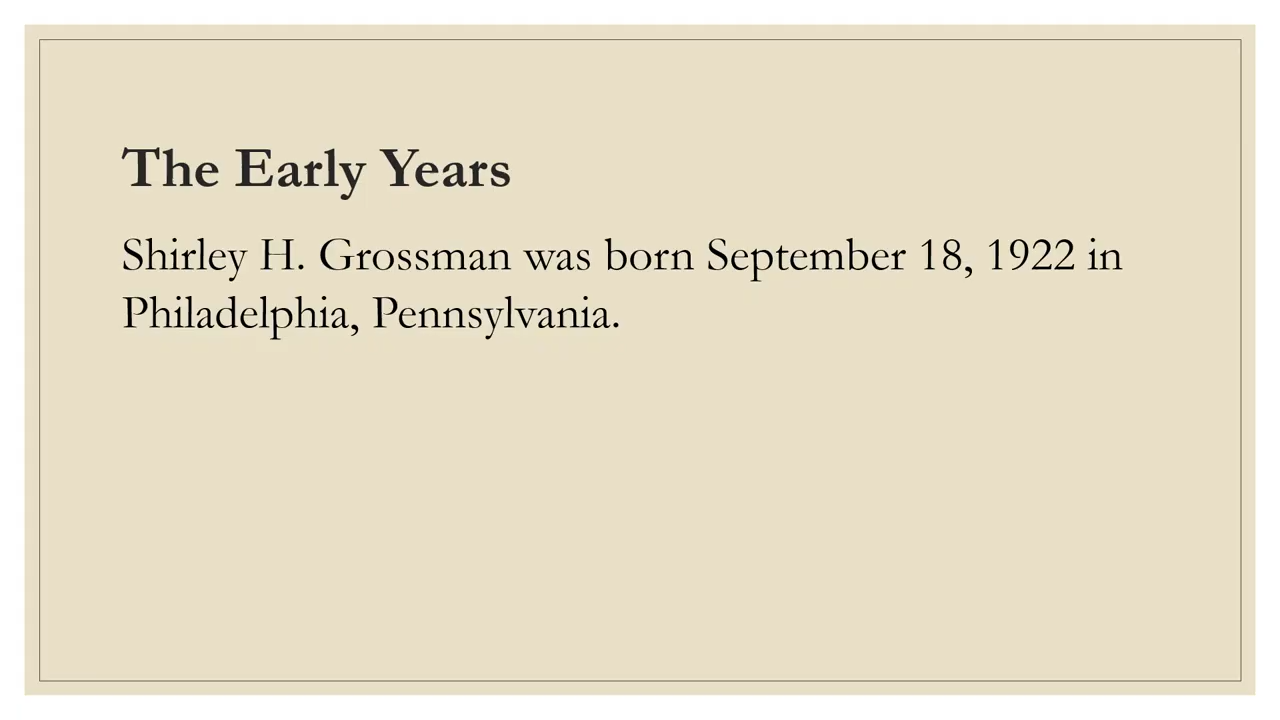 The Early Years
Shirley H. Grossman was born September 18, 1922 in
Philadelphia, Pennsylvania.